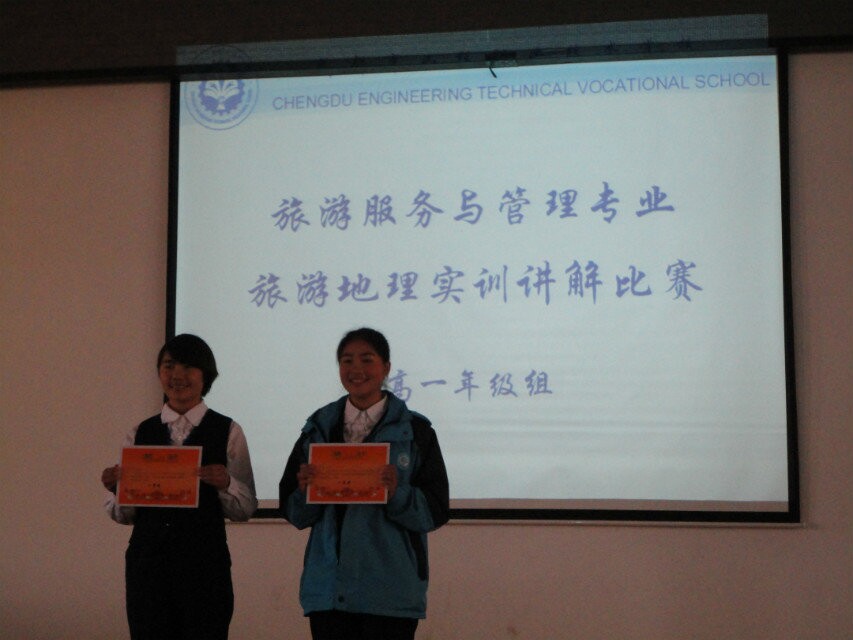 CHENGDU ENGINEERING TECHNICAL VOCATIONAL SCHOOL
旅游服务与管理专业
旅游地理实训讲解比赛
高一年级组